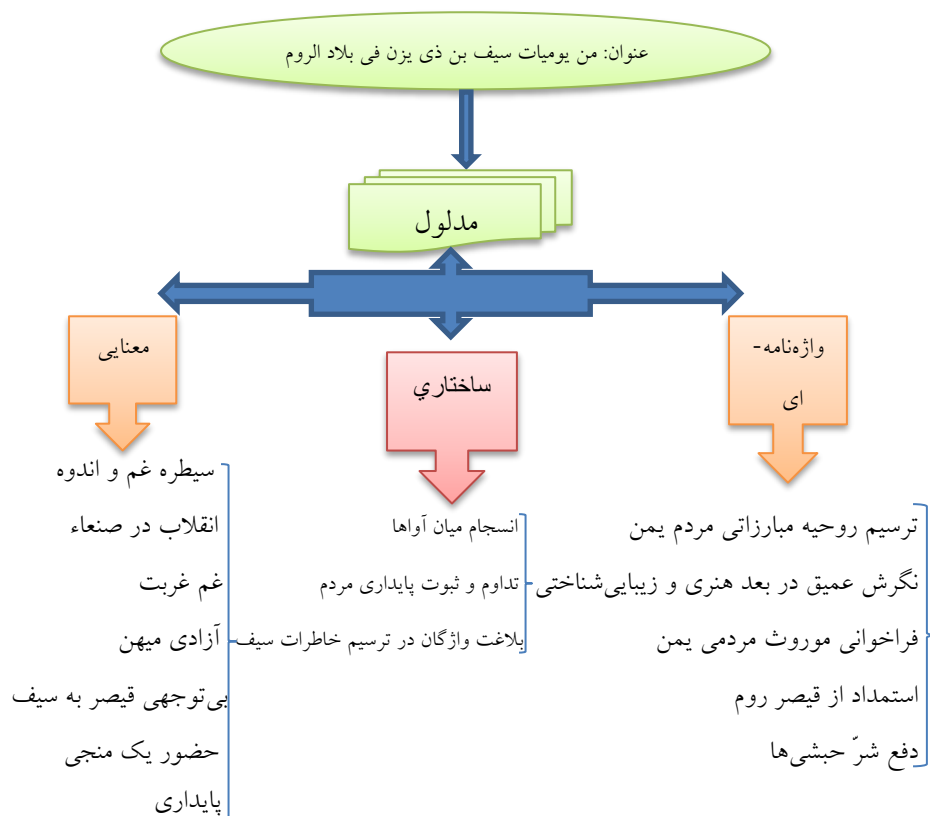 عنوان: من یومیات سیف بن ذی یزن فی بلاد الروم
مدلول
واژه‌نامه-
ای
ساختاري
معنایی
ترسیم روحیه مبارزاتی مردم یمن
نگرش عمیق در بعد هنری و زیبایی‌شناختی
فراخوانی موروث مردمی یمن
استمداد از قیصر روم
دفع شرّ حبشی‌ها
انسجام میان آواها
تداوم و ثبوت پایداری مردم
بلاغت واژگان در ترسیم خاطرات سیف
سیطره غم و اندوه
انقلاب در صنعاء
غم غربت
آزادی میهن
بی‌توجهی قیصر به سیف
حضور یک منجی
پایداری